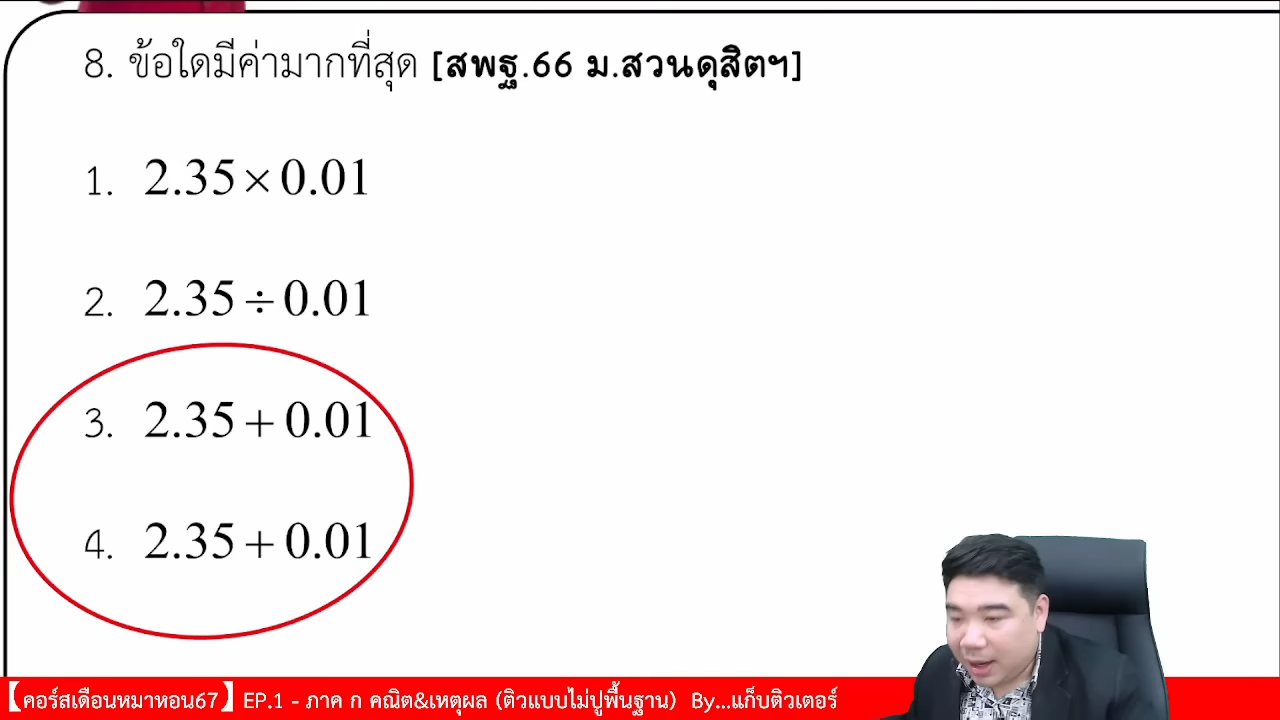 8. ข้อใดมีค่ามากที่สุด [สพฐ.66 ม.สวนดุสิตฯ]
1. 2.35×0.01
2. 2.35÷0.01
3. 2.35+0.01
4. 2.35+0.01
【คอร์สเดือนหมาหอน67】EP.1 - ภาค ก คณิต&เหตุผล (ติวแบบไม่ปูพื้นฐาน) By...แก็บติวเตอร์